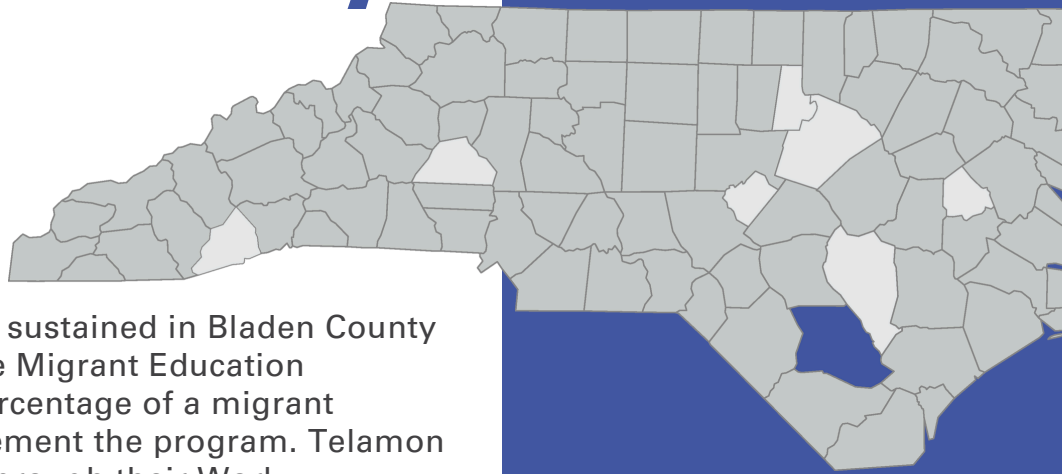 sustained in Bladen County
e Migrant Education
rcentage of a migrant
ement the program. Telamon